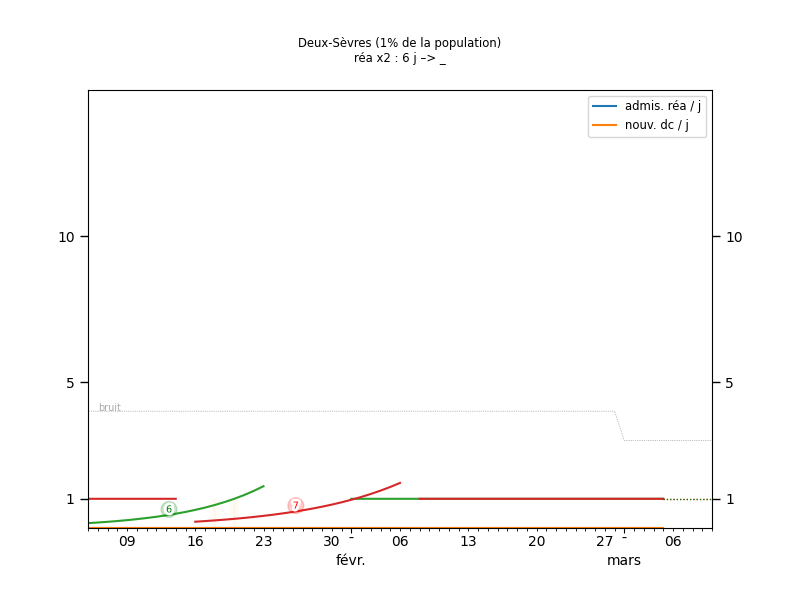 Deux-Sèvres (1% de la population)
réa x2 : 6 j –> _
admis. réa / j
nouv. dc / j
10 10
5 5
bruit
1 6 7 1
09 16 23 30 - 06 13 20 27 - 06
févr. mars